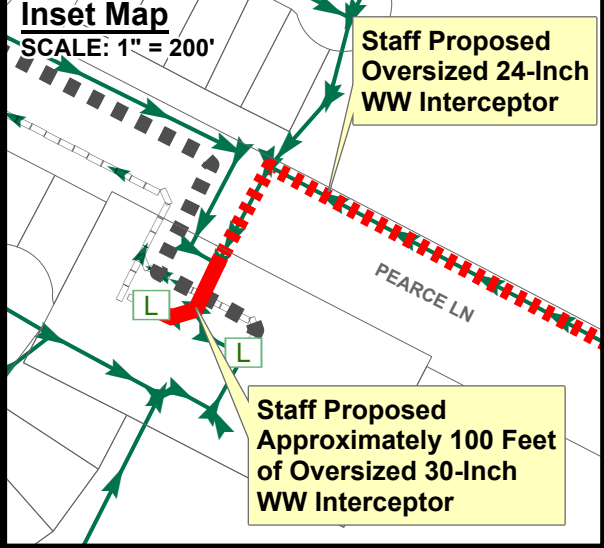 Inset Map
SCALE: 1" = 200'
Staff Proposed
Oversized 24-Inch
WW Interceptor
PEARCE LN
L
L
Staff Proposed
Approximately 100 Feet
of Oversized 30-Inch
WW Interceptor